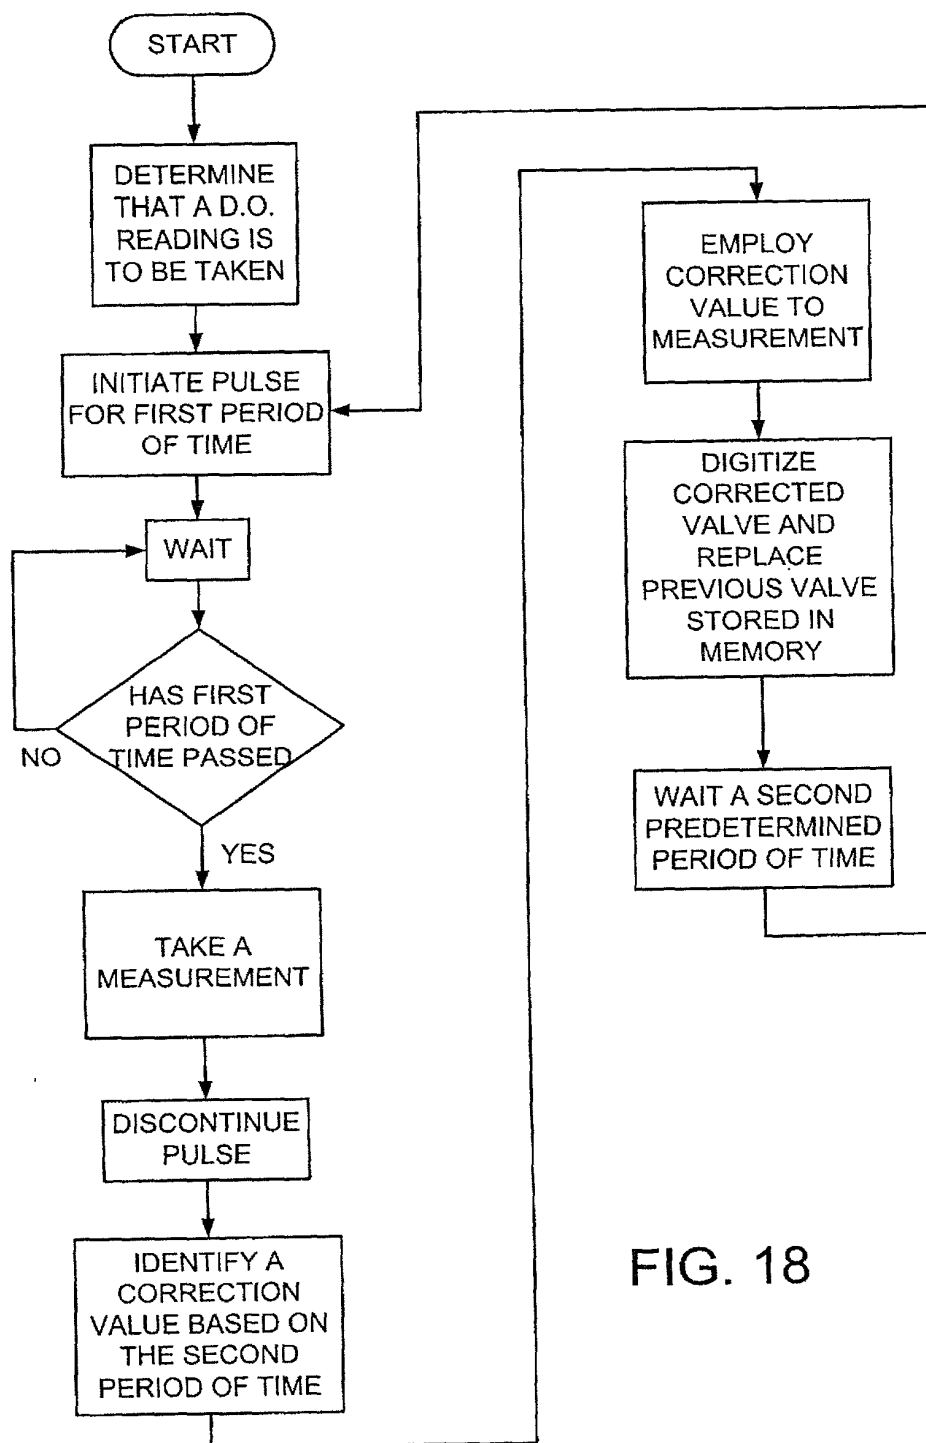 START
DETERMINE
THAT A D.O.
READING IS
TO BE TAKEN
INITIATE PULSE
FOR FIRST PERIOD
OF TIME
WAIT
HAS FIRST
PERIOD OF
TIME PASSED
NO
YES
TAKE A
MEASUREMENT
DISCONTINUE
PULSE
IDENTIFY A
CORRECTION
VALUE BASED ON
THE SECOND
PERIOD OF TIME
EMPLOY
CORRECTION
VALUE TO
MEASUREMENT
DIGITIZE
CORRECTED
VALVE AND
REPLACE
PREVIOUS VALVE
STORED IN
MEMORY
WAIT A SECOND
PREDETERMINED
PERIOD OF TIME
FIG. 18